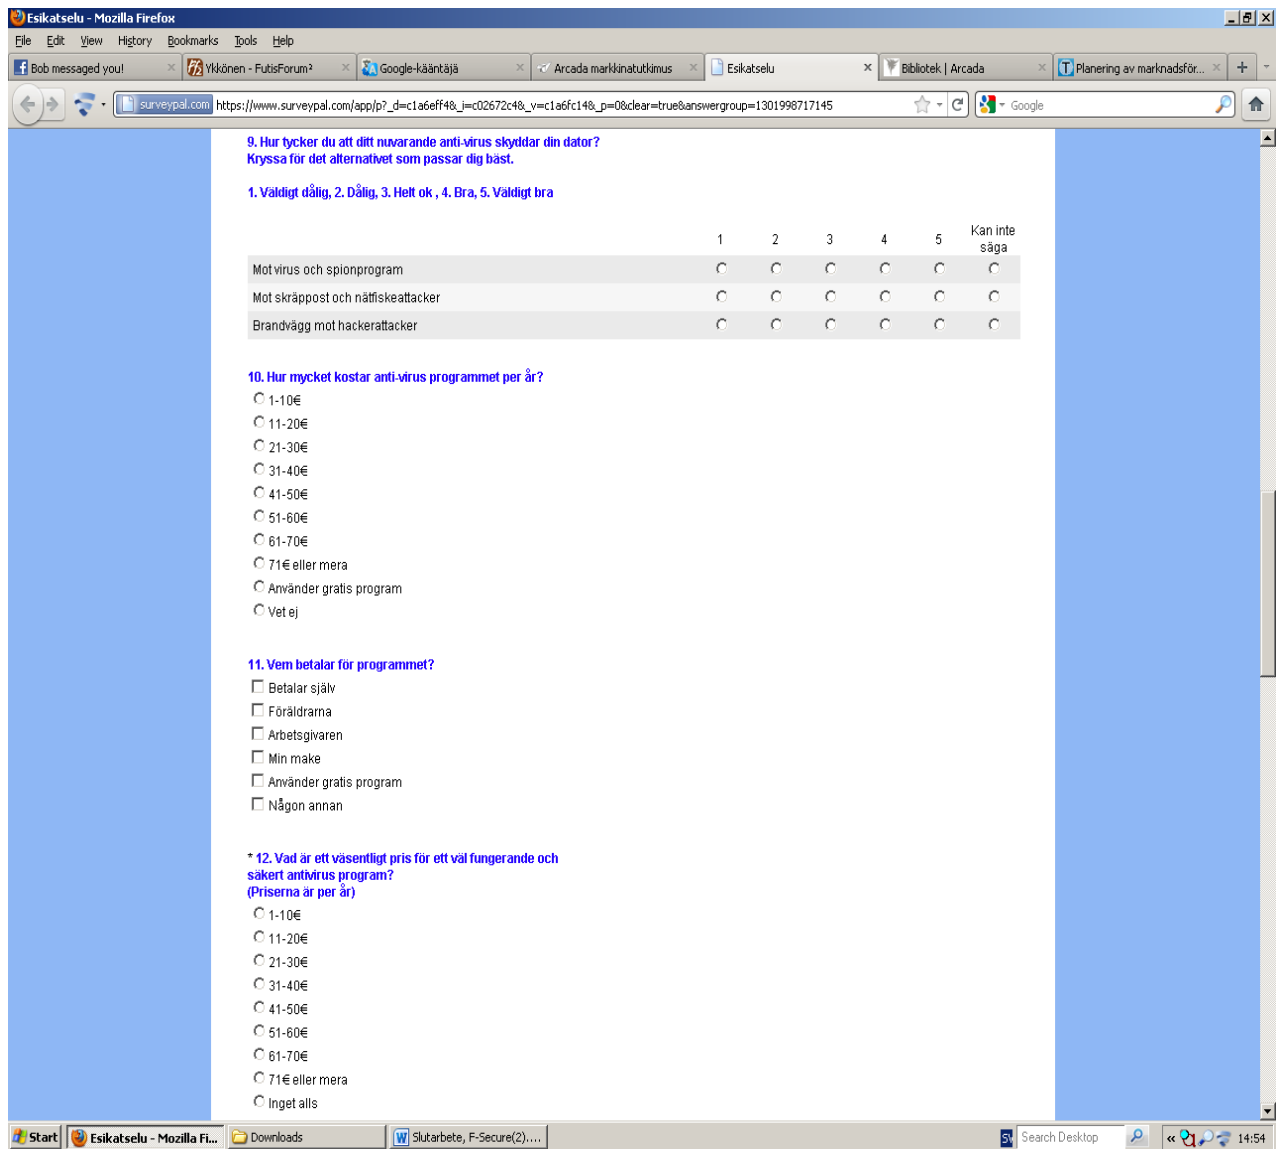 Esikatselu - Mozilla Firefox
File Edit View History Bookmarks Tools Help
Bob messaged you! Ykkönen - FutisForum² Google-kääntäjä Arcada markkinatutkimus Esikatselu Bibliotek | Arcada Planering av marknadsför...
surveypal.com https://www.surveypal.com/app/p?_d=c1a6eff4&_i=c02672c4&_v=c1a6fc14&_p=0&clear=true&answergroup=1301998717145 Google
9. Hur tycker du att ditt nuvarande anti-virus skyddar din dator?
Kryssa för det alternativet som passar dig bäst.
1. Väldigt dålig, 2. Dålig, 3. Helt ok , 4. Bra, 5. Väldigt bra
1 2 3 4 5 Kan inte säga
Mot virus och spionprogram
Mot skräppost och nätfiskeattacker
Brandvägg mot hackerattacker
10. Hur mycket kostar anti-virus programmet per år?
1-10€
11-20€
21-30€
31-40€
41-50€
51-60€
61-70€
71€ eller mera
Använder gratis program
Vet ej
11. Vem betalar för programmet?
Betalar själv
Föräldrarna
Arbetsgivaren
Min make
Använder gratis program
Någon annan
* 12. Vad är ett väsentligt pris för ett väl fungerande och
säkert antivirus program?
(Priserna är per år)
1-10€
11-20€
21-30€
31-40€
41-50€
51-60€
61-70€
71€ eller mera
Inget alls
Start Esikatselu - Mozilla Fi... Downloads Slutarbete, F-Secure(2).... SV Search Desktop « 14:54